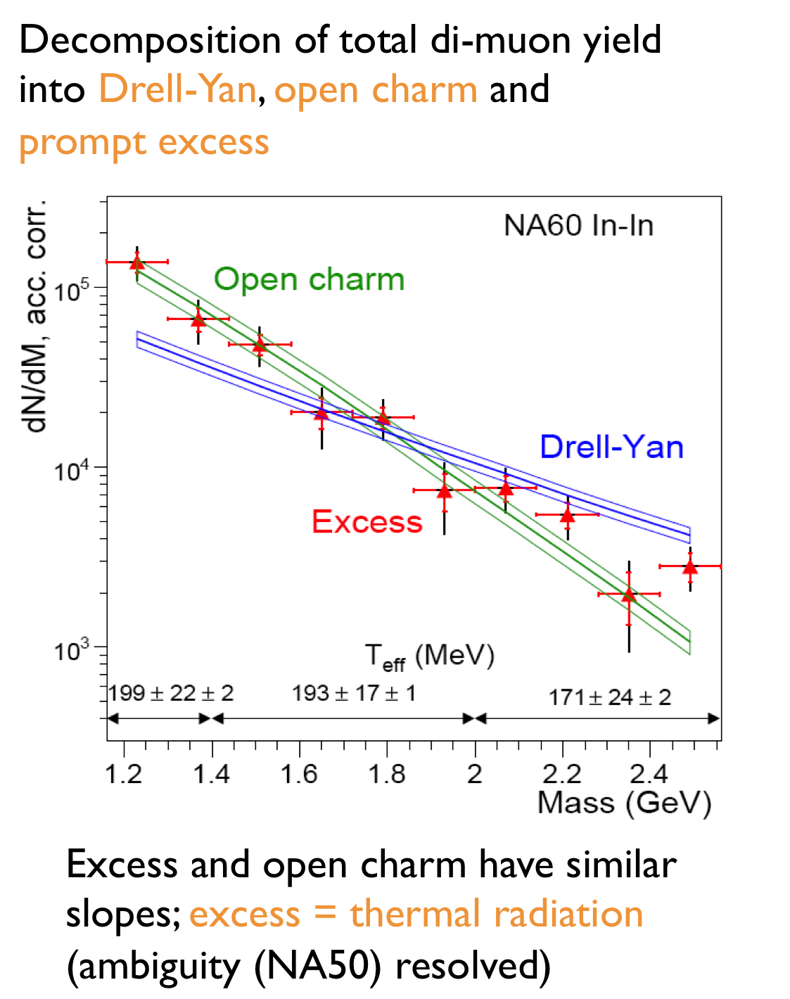 Decomposition of total di-muon yield
into Drell-Yan, open charm and
prompt excess
NA60 In-In
dN/dM, acc. corr.
Open charm
Drell-Yan
Excess
10⁵
10⁴
10³
T_eff (MeV)
199 ± 22 ± 2
193 ± 17 ± 1
171 ± 24 ± 2
1.2 1.4 1.6 1.8 2 2.2 2.4
Mass (GeV)
Excess and open charm have similar
slopes; excess = thermal radiation
(ambiguity (NA50) resolved)